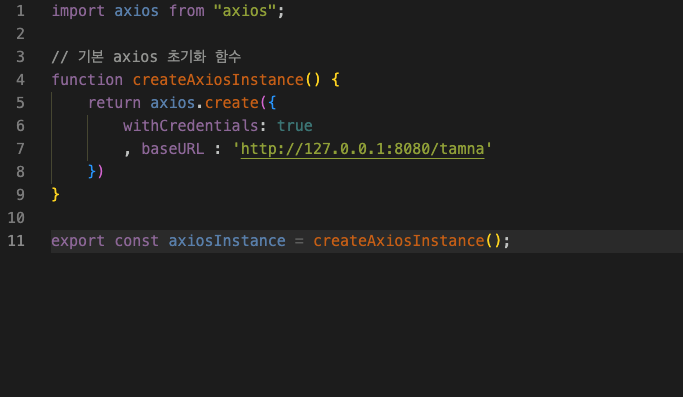 1 import axios from "axios";
2
3 // 기본 axios 초기화 함수
4 function createAxiosInstance() {
5     return axios.create({
6         withCredentials: true
7         , baseURL : 'http://127.0.0.1:8080/tamna'
8     })
9 }
10
11 export const axiosInstance = createAxiosInstance();